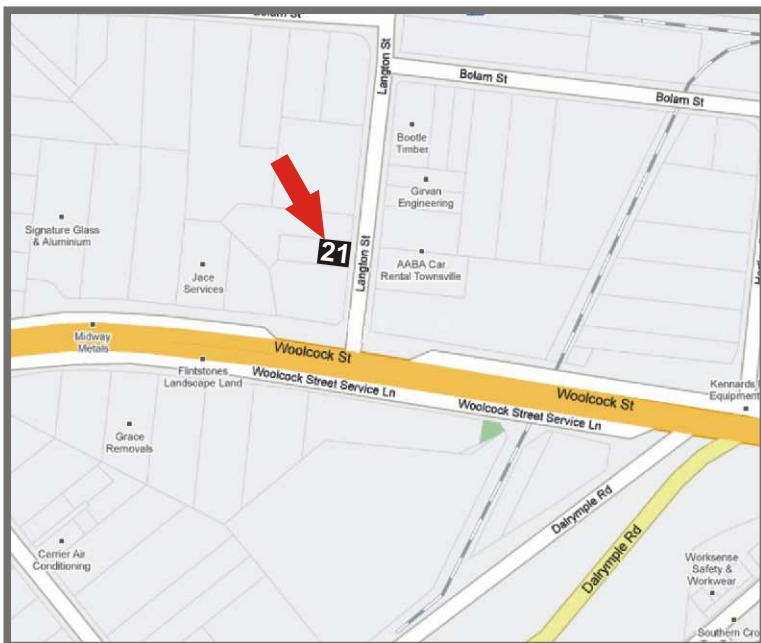 Langton St
Bolam St
Bolam St
Bootle
Timber
Girvan
Engineering
Signature Glass
& Aluminium
21
Langton St
Jace
Services
AABA Car
Rental Townsville
Midway
Metals
Woolcock St
Flintstones
Landscape Land
Woolcock Street Service Ln
Woolcock St
Woolcock Street Service Ln
Kennards
Equipment
Grace
Removals
Dalrymple Rd
Dalrymple Rd
Carrier Air
Conditioning
Worksense
Safety &
Workwear
Southern Cro